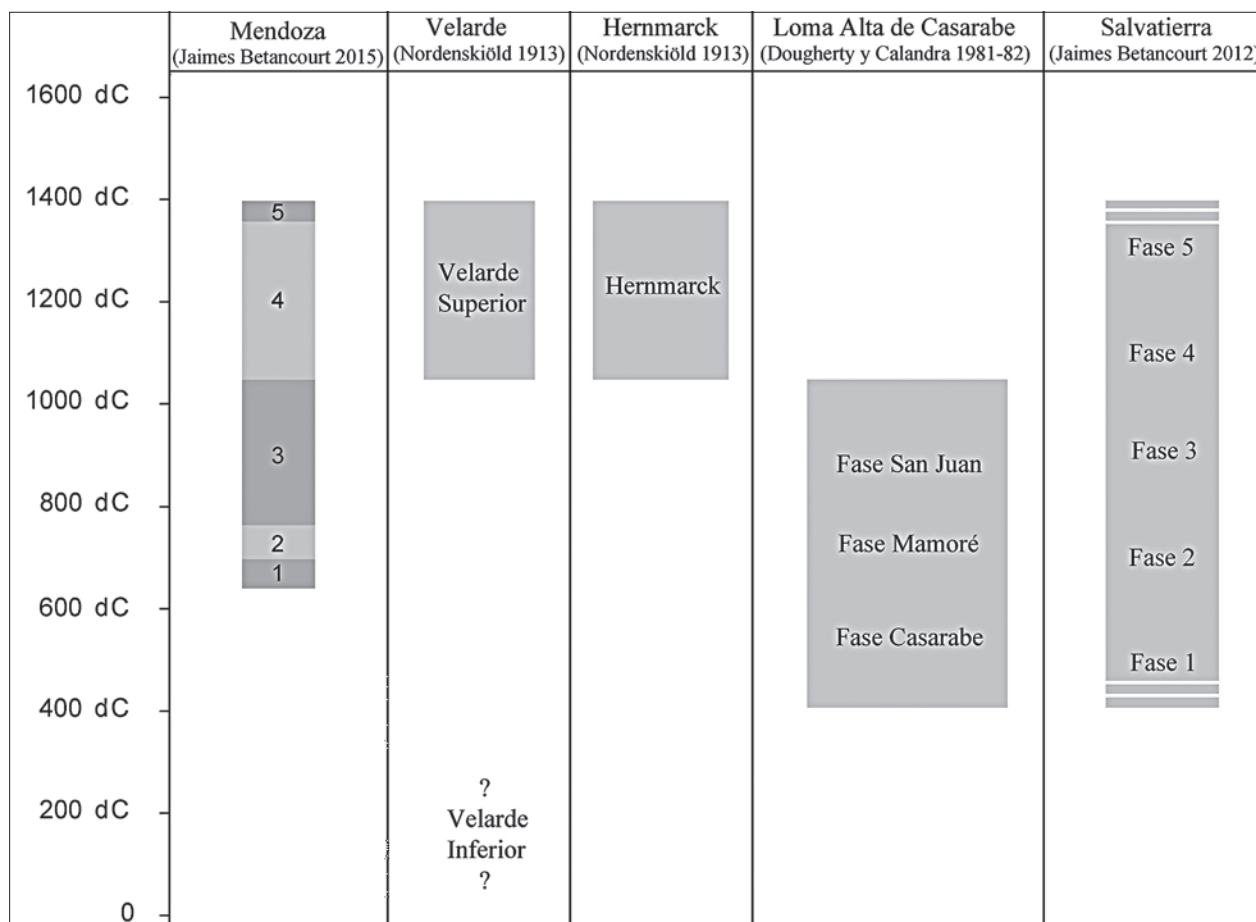 Mendoza
(Jaimes Betancourt 2015)
Velarde
(Nordenskiöld 1913)
Hernmarck
(Nordenskiöld 1913)
Loma Alta de Casarabe
(Dougherty y Calandra 1981-82)
Salvatierra
(Jaimes Betancourt 2012)
1600 dC
1400 dC
1200 dC
1000 dC
800 dC
600 dC
400 dC
200 dC
0
5
4
3
2
1
Velarde
Superior
?
Velarde
Inferior
?
Hernmarck
Fase San Juan
Fase Mamoré
Fase Casarabe
Fase 5
Fase 4
Fase 3
Fase 2
Fase 1